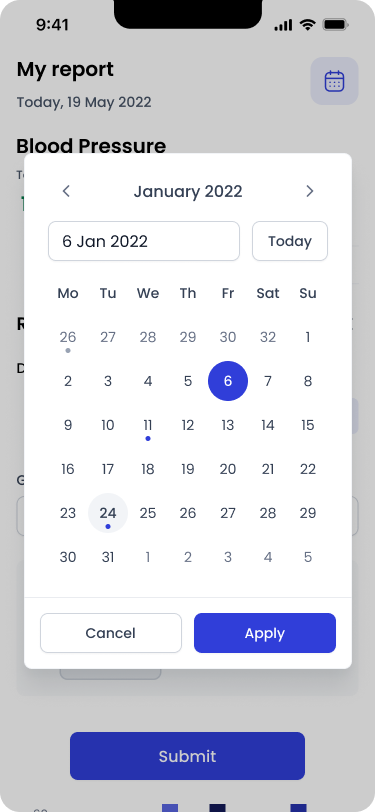 9:41
My report
Today, 19 May 2022
Blood Pressure
January 2022
6 Jan 2022
Today
Mo Tu We Th Fr Sat Su
26 27 28 29 30 32 1
2 3 4 5 6 7 8
9 10 11 12 13 14 15
16 17 18 19 20 21 22
23 24 25 26 27 28 29
30 31 1 2 3 4 5
Cancel
Apply
Submit